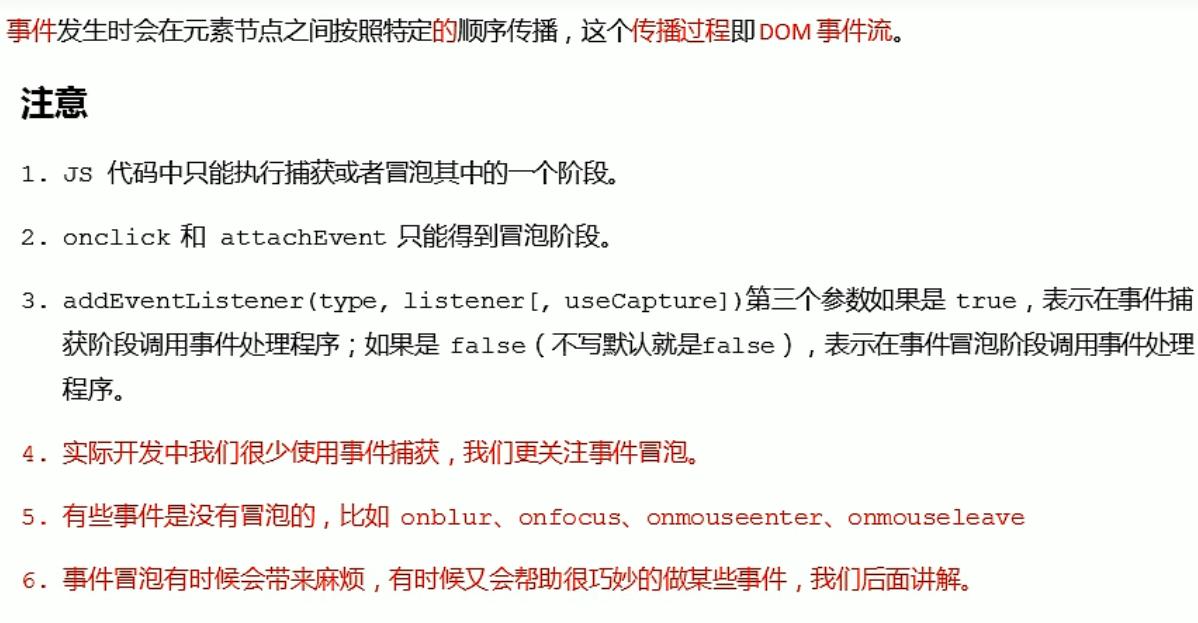 事件发生时会在元素节点之间按照特定的顺序传播，这个传播过程即DOM 事件流。
注意
1. JS 代码中只能执行捕获或者冒泡其中的一个阶段。
2. onclick 和 attachEvent 只能得到冒泡阶段。
3. addEventListener(type, listener[, useCapture])第三个参数如果是 true，表示在事件捕
获阶段调用事件处理程序；如果是 false（不写默认就是false），表示在事件冒泡阶段调用事件处理
程序。
4. 实际开发中我们很少使用事件捕获，我们更关注事件冒泡。
5. 有些事件是没有冒泡的，比如 onblur、onfocus、onmouseenter、onmouseleave
6. 事件冒泡有时候会带来麻烦，有时候又会帮助很巧妙的做某些事件，我们后面讲解。